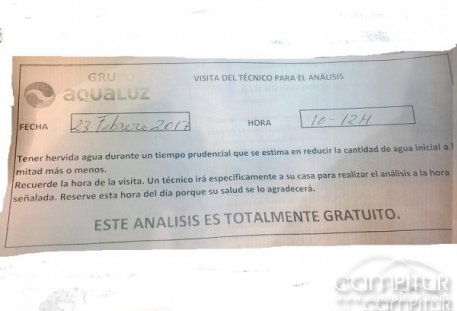 GRUPO
aqualuz
VISITA DEL TÉCNICO PARA EL ANÁLISIS
FECHA 23 Febrero 2017 HORA 10-12H
Tener hervida agua durante un tiempo prudencial que se estima en reducir la cantidad de agua inicial a l
mitad más o menos.
Recuerde la hora de la visita. Un técnico irá especificamente a su casa para realizar el análisis a la hora
señalada. Reserve esta hora del día porque su salud se lo agradecerá.
ESTE ANALISIS ES TOTALMENTE GRATUITO.
campitur